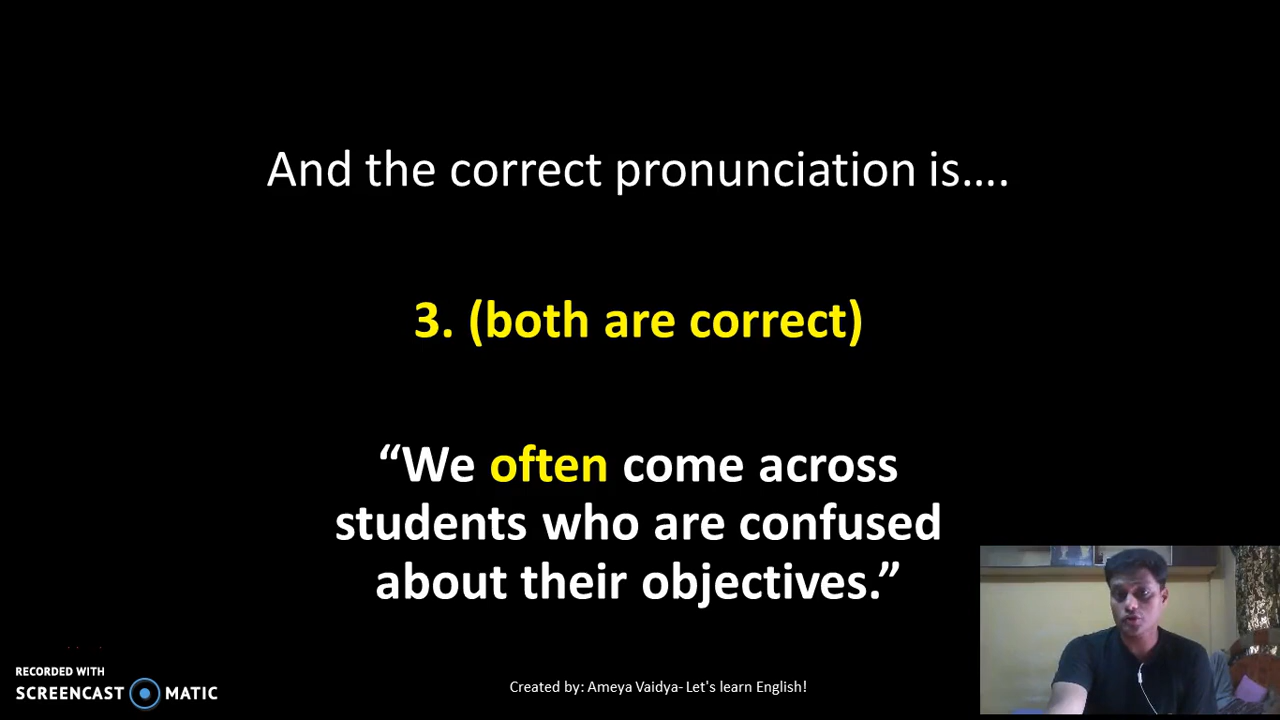 And the correct pronunciation is....
3. (both are correct)
“We often come across
students who are confused
about their objectives.”
RECORDED WITH
SCREENCAST MATIC
Created by: Ameya Vaidya- Let's learn English!